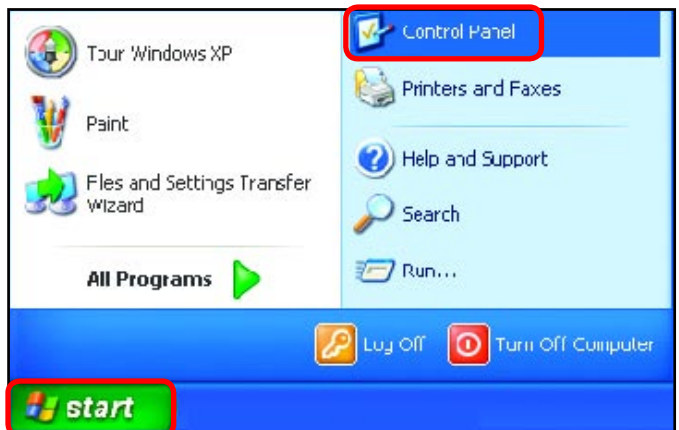 Tour Windows XP
Paint
Files and Settings Transfer
Wizard
All Programs
Control Panel
Printers and Faxes
Help and Support
Search
Run...
Log Off
Turn Off Computer
start